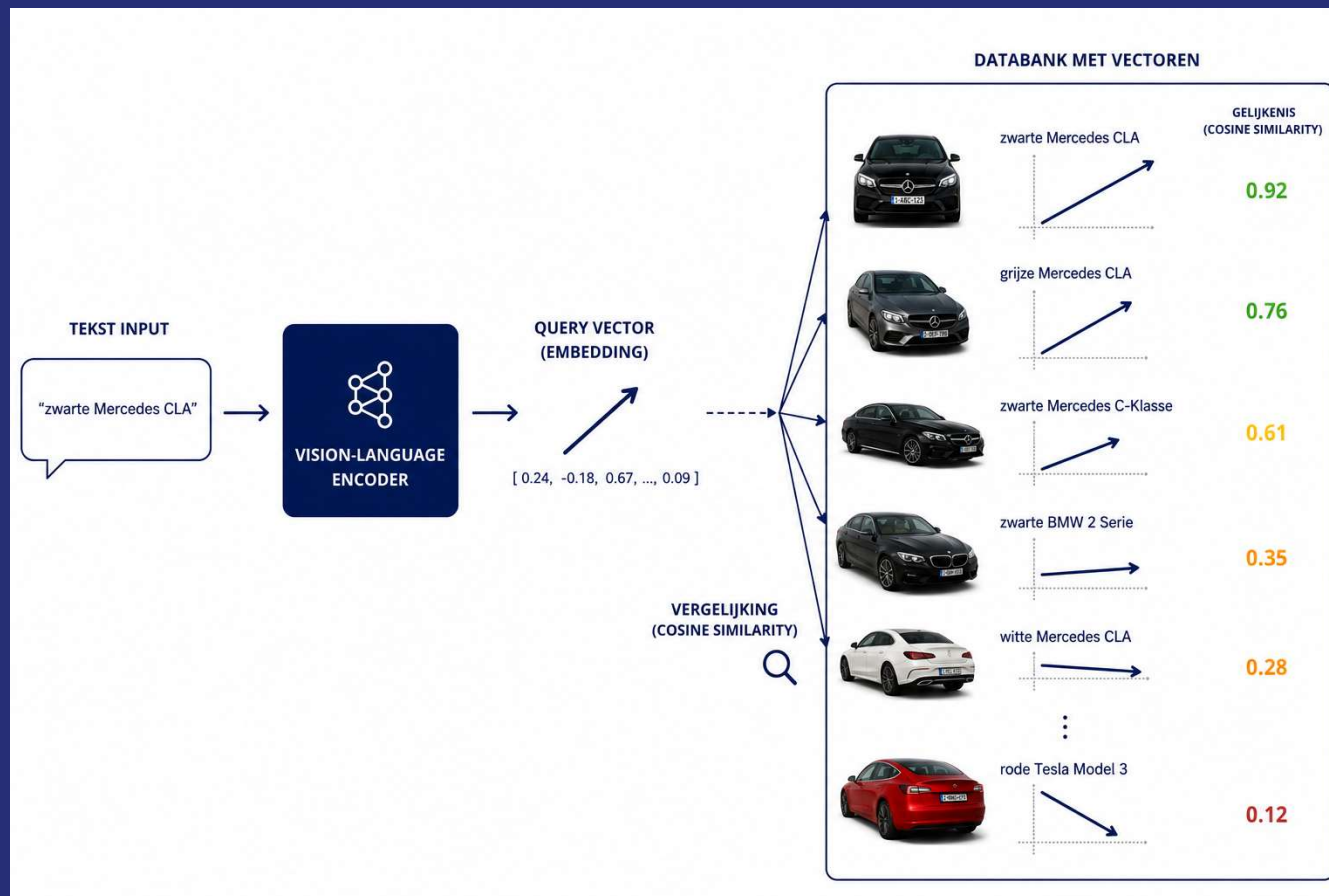 DATABANK MET VECTOREN
GELIJKENIS
(COSINE SIMILARITY)
zwarte Mercedes CLA
0.92
grijze Mercedes CLA
0.76
TEKST INPUT
"zwarte Mercedes CLA"
VISION-LANGUAGE
ENCODER
QUERY VECTOR
(EMBEDDING)
[ 0.24, -0.18, 0.67, ..., 0.09 ]
zwarte Mercedes C-Klasse
0.61
zwarte BMW 2 Serie
0.35
VERGELIJKING
(COSINE SIMILARITY)
witte Mercedes CLA
0.28
rode Tesla Model 3
0.12
1-ABC-123